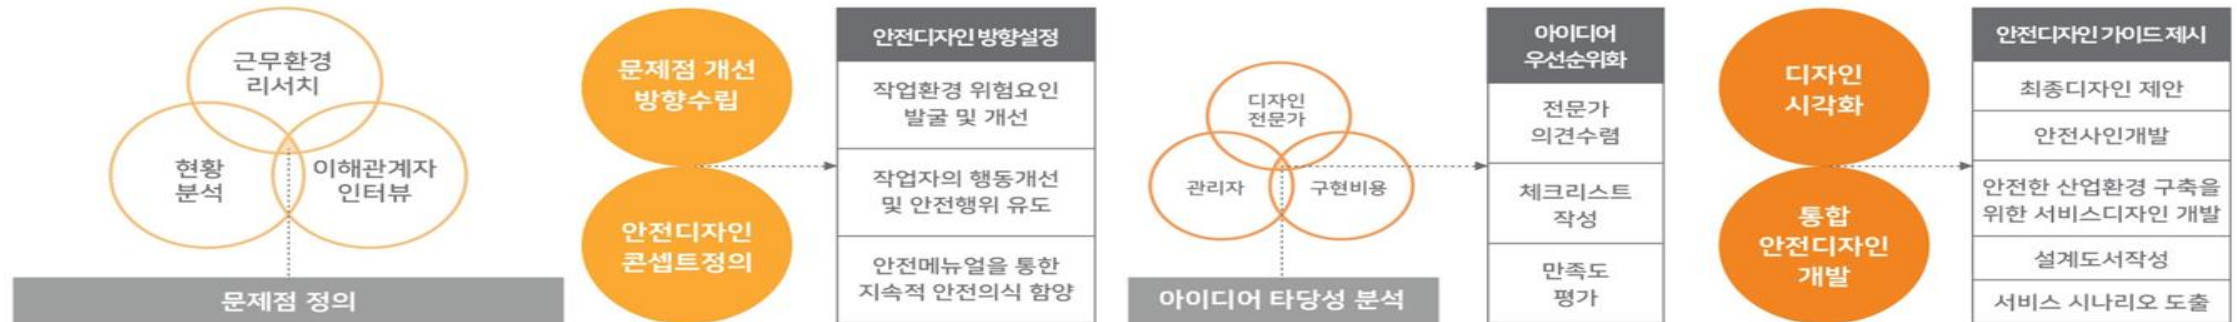 근무환경
리서치
현황
분석
이해관계자
인터뷰
문제점 정의
문제점 개선
방향수립
안전디자인
콘셉트정의
안전디자인 방향설정
작업환경 위험요인
발굴 및 개선
작업자의 행동개선
및 안전행위 유도
안전메뉴얼을 통한
지속적 안전의식 함양
디자인
전문가
관리자
구현비용
아이디어 타당성 분석
아이디어
우선순위화
전문가
의견수렴
체크리스트
작성
만족도
평가
디자인
시각화
통합
안전디자인
개발
안전디자인 가이드 제시
최종디자인 제안
안전사인개발
안전한 산업환경 구축을
위한 서비스디자인 개발
설계도서작성
서비스 시나리오 도출